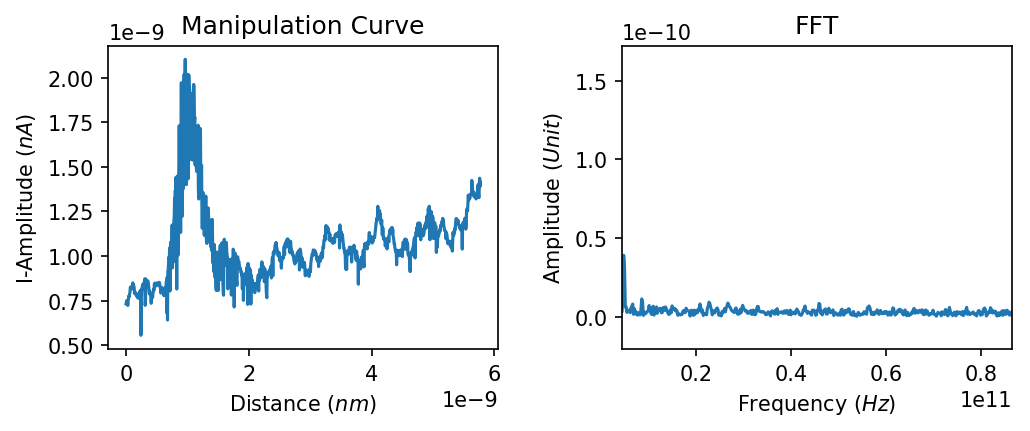 Manipulation Curve
1e−9
2.00
1.75
1.50
1.25
1.00
0.75
0.50
I-Amplitude (nA)
0 2 4 6
1e−9
Distance (nm)
FFT
1e−10
1.5
1.0
0.5
0.0
Amplitude (Unit)
0.2 0.4 0.6 0.8
1e11
Frequency (Hz)